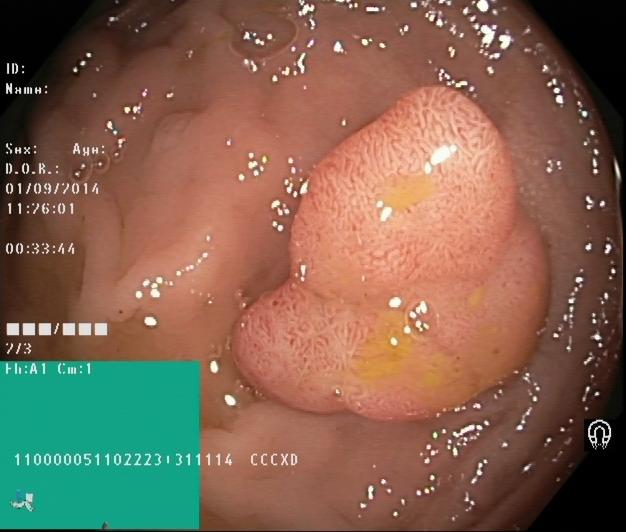 ID:
Name:
Sex: Age:
D.O.B.:
01/09/2014
11:26:01
00:33:44
■■■/■■■
2/3
Eh:A1 Cm:1
110000051102223+311114 CCCXD